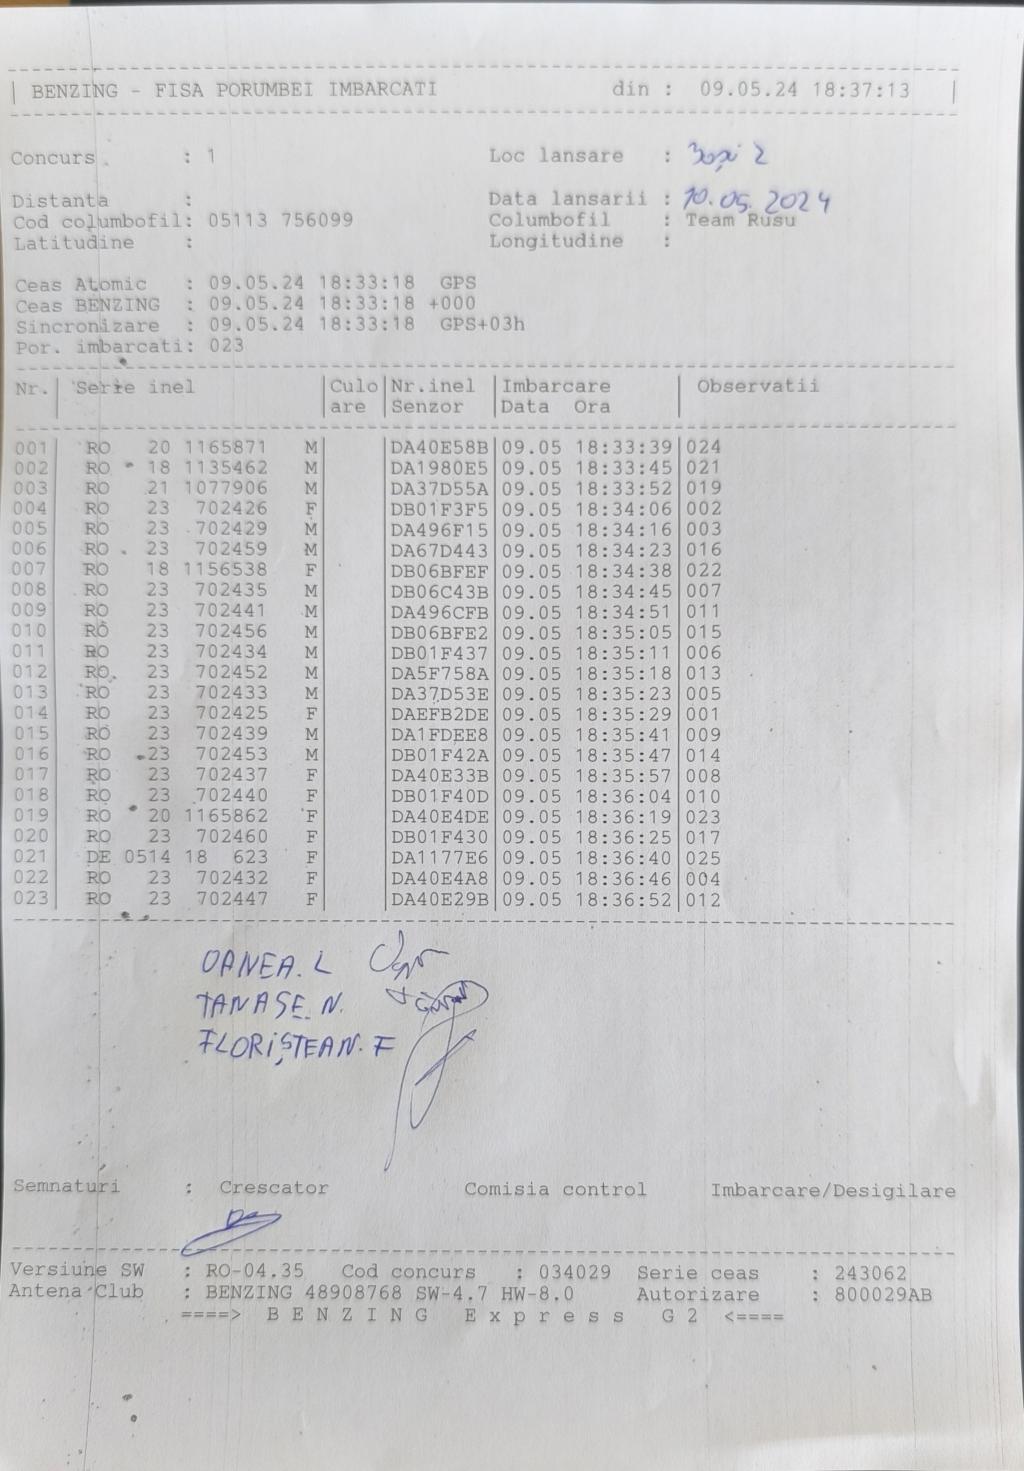 BENZING - FISA PORUMBEI IMBARCATI din : 09.05.24 18:37:13
Concurs : 1 Loc lansare : 2
Distanta : Data lansarii : 10.05.2024
Cod columbofil: 05113 756099 Columbofil : Team Rusu
Latitudine : Longitudine :
Ceas Atomic : 09.05.24 18:33:18 GPS
Ceas BENZING : 09.05.24 18:33:18 +000
Sincronizare : 09.05.24 18:33:18 GPS+03h
Por. imbarcati: 023
Nr. Serie inel Culo Nr.inel Imbarcare Observatii
are Senzor Data Ora
001 RO 20 1165871 M DA40E58B 09.05 18:33:39 024
002 RO 18 1135462 M DA1980E5 09.05 18:33:45 021
003 RO 21 1077906 M DA37D55A 09.05 18:33:52 019
004 RO 23 702426 F DB01F3F5 09.05 18:34:06 002
005 RO 23 702429 M DA496F15 09.05 18:34:16 003
006 RO 23 702459 M DA67D443 09.05 18:34:23 016
007 RO 18 1156538 F DB06BFEF 09.05 18:34:38 022
008 RO 23 702435 M DB06C43B 09.05 18:34:45 007
009 RO 23 702441 M DA496CFB 09.05 18:34:51 011
010 RO 23 702456 M DB06BFE2 09.05 18:35:05 015
011 RO 23 702434 M DB01F437 09.05 18:35:11 006
012 RO 23 702452 M DA5F758A 09.05 18:35:18 013
013 RO 23 702433 M DA37D53E 09.05 18:35:23 005
014 RO 23 702425 F DAEFB2DE 09.05 18:35:29 001
015 RO 23 702439 M DA1FDEE8 09.05 18:35:41 009
016 RO 23 702453 M DB01F42A 09.05 18:35:47 014
017 RO 23 702437 F DA40E33B 09.05 18:35:57 008
018 RO 23 702440 F DB01F40D 09.05 18:36:04 010
019 RO 20 1165862 F DA40E4DE 09.05 18:36:19 023
020 RO 23 702460 F DB01F430 09.05 18:36:25 017
021 DE 0514 18 623 F DA1177E6 09.05 18:36:40 025
022 RO 23 702432 F DA40E4A8 09.05 18:36:46 004
023 RO 23 702447 F DA40E29B 09.05 18:36:52 012
OANEA. L
TANASE. N.
FLORIȘTEAN. F
Semnaturi : Crescator Comisia control Imbarcare/Desigilare
Versiune SW : RO-04.35 Cod concurs : 034029 Serie ceas : 243062
Antena Club : BENZING 48908768 SW-4.7 HW-8.0 Autorizare : 800029AB
====> B E N Z I N G E x p r e s s G 2 <====